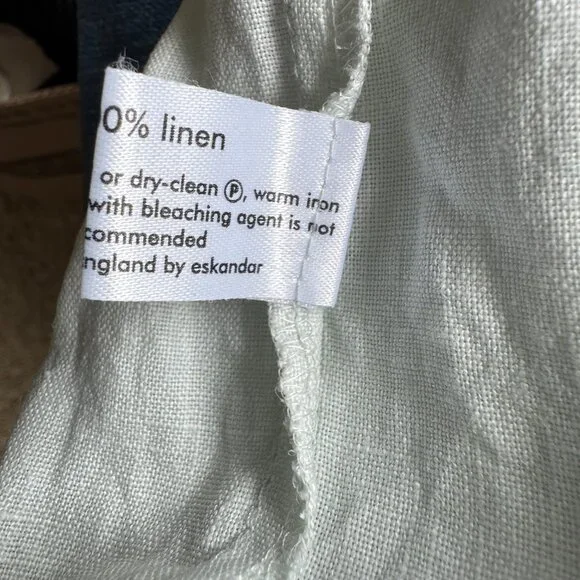 0% linen
or dry-clean Ⓟ, warm iron
with bleaching agent is not
commended
ngland by eskandar